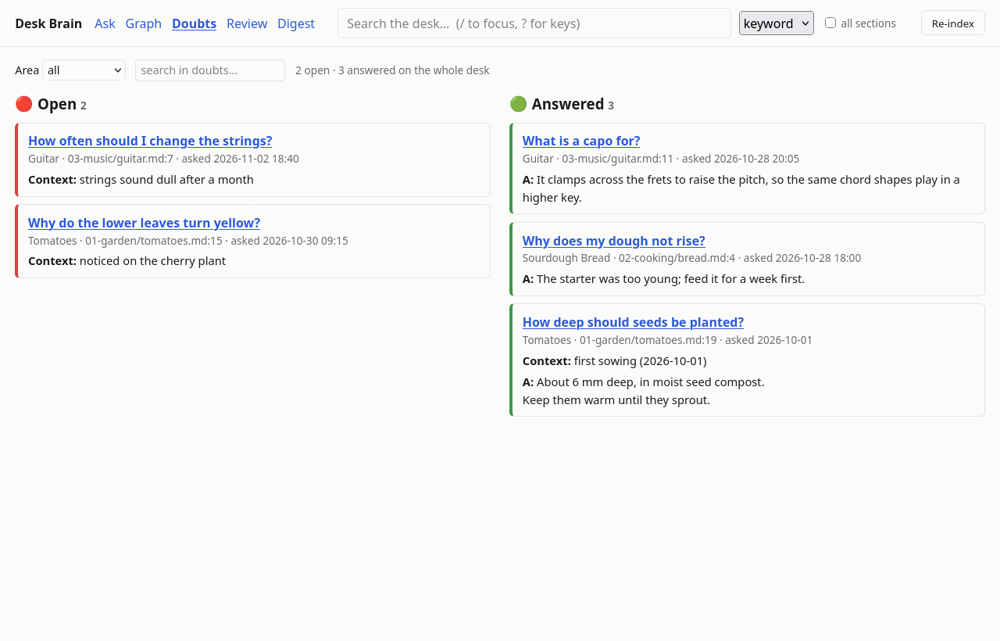 Desk Brain Ask Graph Doubts Review Digest Search the desk... (/ to focus, ? for keys) keyword all sections Re-index
Area all search in doubts... 2 open · 3 answered on the whole desk
Open 2
How often should I change the strings?
Guitar · 03-music/guitar.md:7 · asked 2026-11-02 18:40
Context: strings sound dull after a month
Why do the lower leaves turn yellow?
Tomatoes · 01-garden/tomatoes.md:15 · asked 2026-10-30 09:15
Context: noticed on the cherry plant
Answered 3
What is a capo for?
Guitar · 03-music/guitar.md:11 · asked 2026-10-28 20:05
A: It clamps across the frets to raise the pitch, so the same chord shapes play in a
higher key.
Why does my dough not rise?
Sourdough Bread · 02-cooking/bread.md:4 · asked 2026-10-28 18:00
A: The starter was too young; feed it for a week first.
How deep should seeds be planted?
Tomatoes · 01-garden/tomatoes.md:19 · asked 2026-10-01
Context: first sowing (2026-10-01)
A: About 6 mm deep, in moist seed compost.
Keep them warm until they sprout.